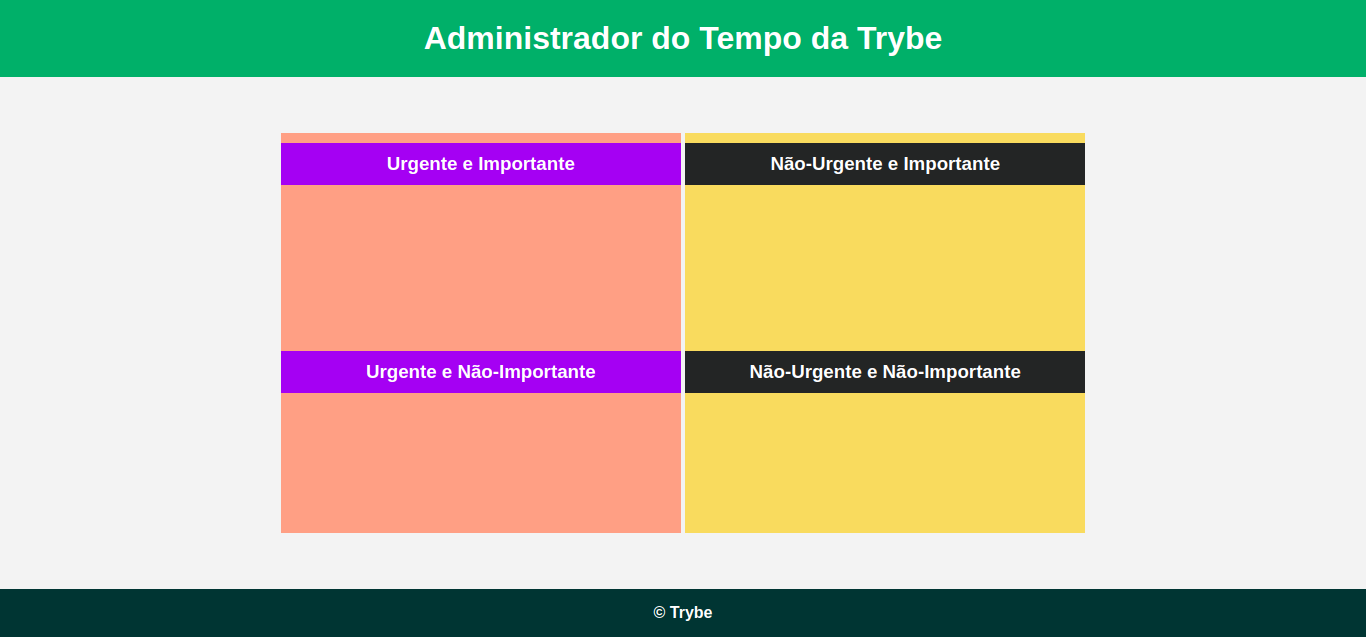 Administrador do Tempo da Trybe
Urgente e Importante
Não-Urgente e Importante
Urgente e Não-Importante
Não-Urgente e Não-Importante
© Trybe